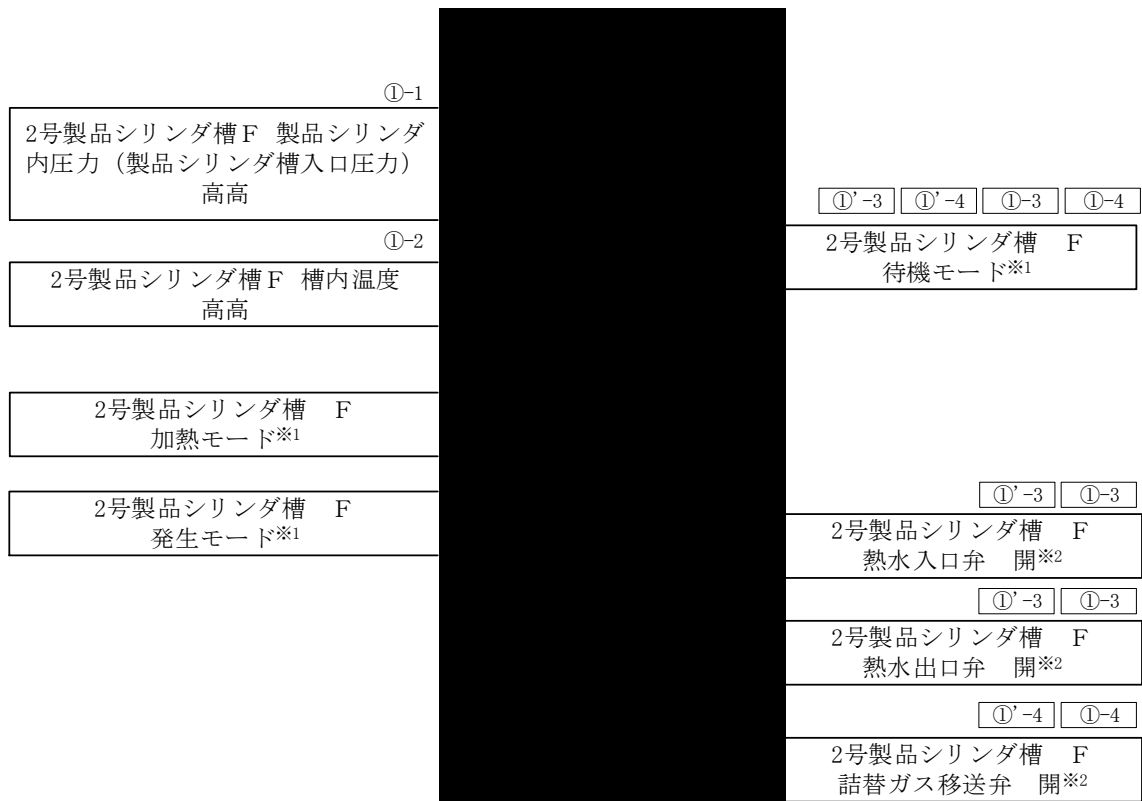 ①-1
2号製品シリンダ槽F 製品シリンダ
内圧力(製品シリンダ槽入口圧力)
高高
①-2
2号製品シリンダ槽F 槽内温度
高高
2号製品シリンダ槽 F
加熱モード※1
2号製品シリンダ槽 F
発生モード※1
①'-3 ①'-4 ①-3 ①-4
2号製品シリンダ槽 F
待機モード※1
①'-3 ①-3
2号製品シリンダ槽 F
熱水入口弁 開※2
①'-3 ①-3
2号製品シリンダ槽 F
熱水出口弁 開※2
①'-4 ①-4
2号製品シリンダ槽 F
詰替ガス移送弁 開※2